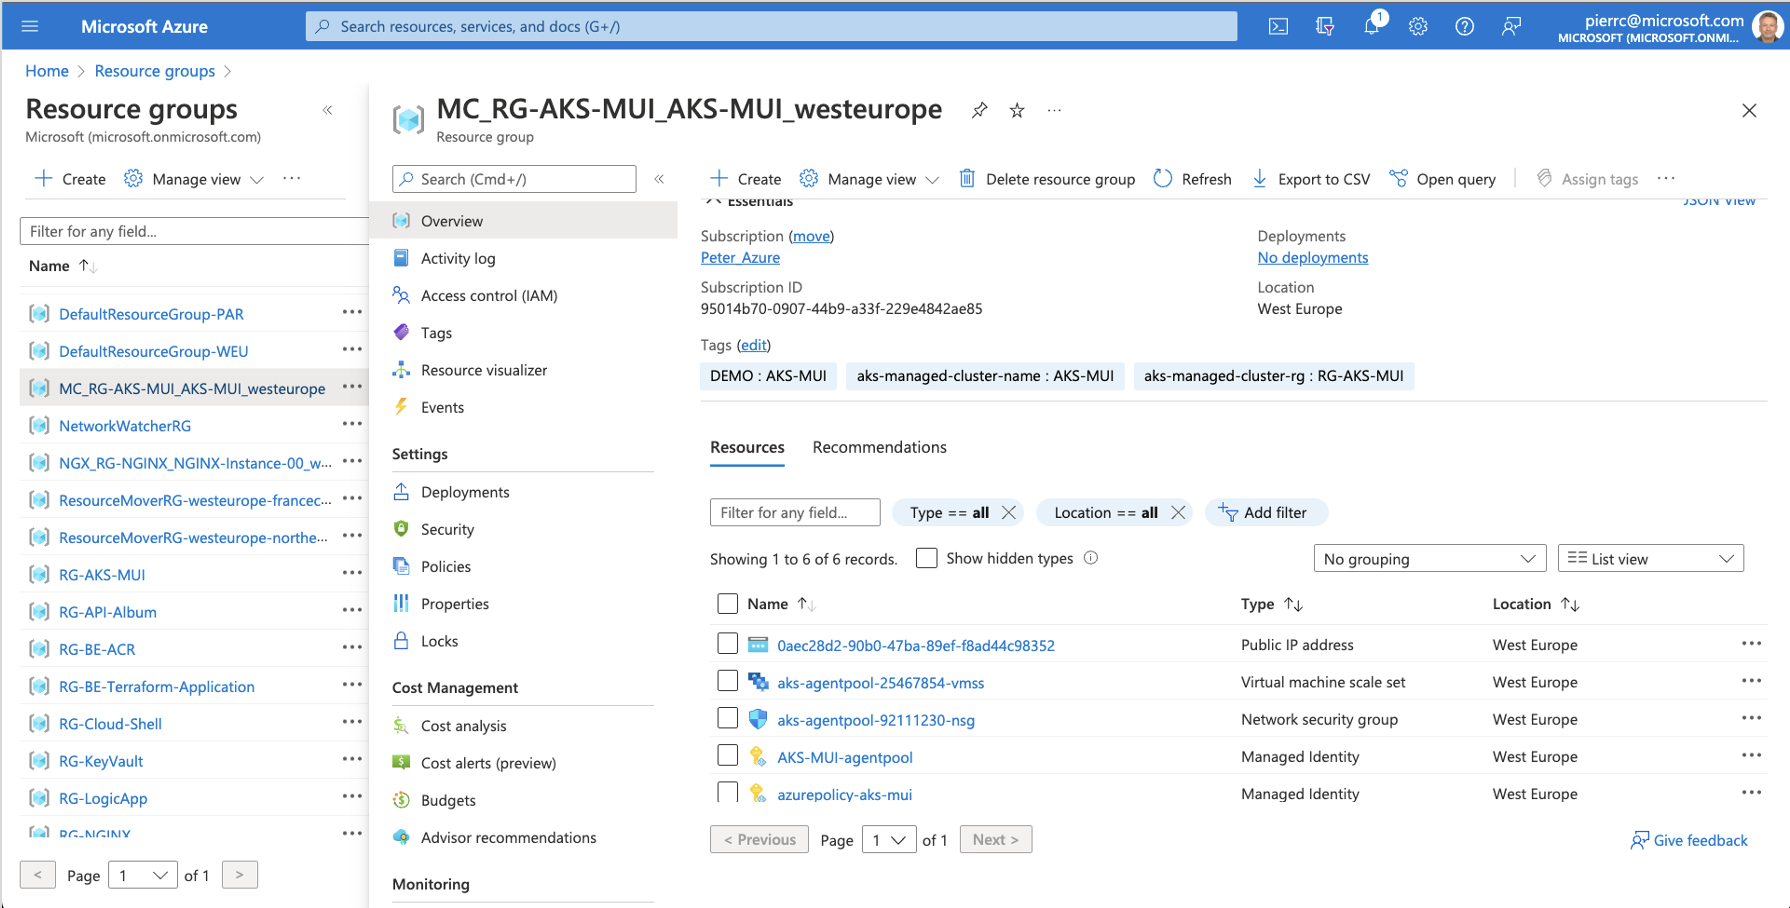 Microsoft Azure
Search resources, services, and docs (G+/)
1
pierrc@microsoft.com
MICROSOFT (MICROSOFT.ONMI...
Home > Resource groups >
Resource groups
Microsoft (microsoft.onmicrosoft.com)
Create
Manage view
Filter for any field...
Name
DefaultResourceGroup-PAR
DefaultResourceGroup-WEU
MC_RG-AKS-MUI_AKS-MUI_westeurope
NetworkWatcherRG
NGX_RG-NGINX_NGINX-Instance-00_w...
ResourceMoverRG-westeurope-francec...
ResourceMoverRG-westeurope-northe...
RG-AKS-MUI
RG-API-Album
RG-BE-ACR
RG-BE-Terraform-Application
RG-Cloud-Shell
RG-KeyVault
RG-LogicApp
RG-NGINX
< Page 1 of 1 >
MC_RG-AKS-MUI_AKS-MUI_westeurope
Resource group
Search (Cmd+/)
Overview
Activity log
Access control (IAM)
Tags
Resource visualizer
Events
Settings
Deployments
Security
Policies
Properties
Locks
Cost Management
Cost analysis
Cost alerts (preview)
Budgets
Advisor recommendations
Monitoring
Create
Manage view
Delete resource group
Refresh
Export to CSV
Open query
Assign tags
Essentials
JSON View
Subscription (move)
Peter_Azure
Subscription ID
95014b70-0907-44b9-a33f-229e4842ae85
Deployments
No deployments
Location
West Europe
Tags (edit)
DEMO : AKS-MUI
aks-managed-cluster-name : AKS-MUI
aks-managed-cluster-rg : RG-AKS-MUI
Resources
Recommendations
Filter for any field...
Type == all
Location == all
Add filter
Showing 1 to 6 of 6 records.
Show hidden types
No grouping
List view
Name Type Location
0aec28d2-90b0-47ba-89ef-f8ad44c98352 Public IP address West Europe
aks-agentpool-25467854-vmss Virtual machine scale set West Europe
aks-agentpool-92111230-nsg Network security group West Europe
AKS-MUI-agentpool Managed Identity West Europe
azurepolicy-aks-mui Managed Identity West Europe
< Previous Page 1 of 1 Next >
Give feedback